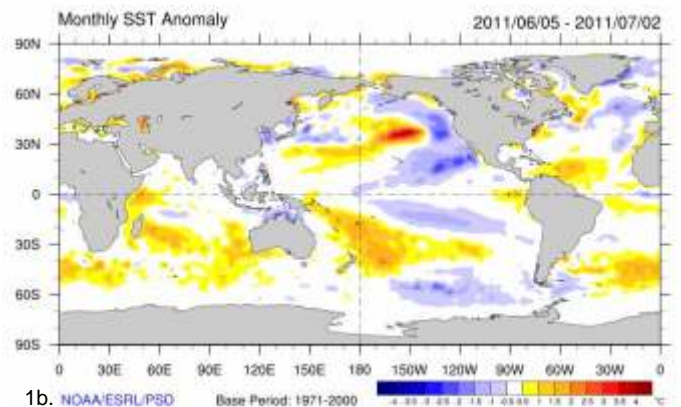 Monthly SST Anomaly 2011/06/05 - 2011/07/02
90N
60N
30N
0
30S
60S
90S
0 30E 60E 90E 120E 150E 180 150W 120W 90W 60W 30W 0
1b. NOAA/ESRL/PSD Base Period: 1971-2000
°C